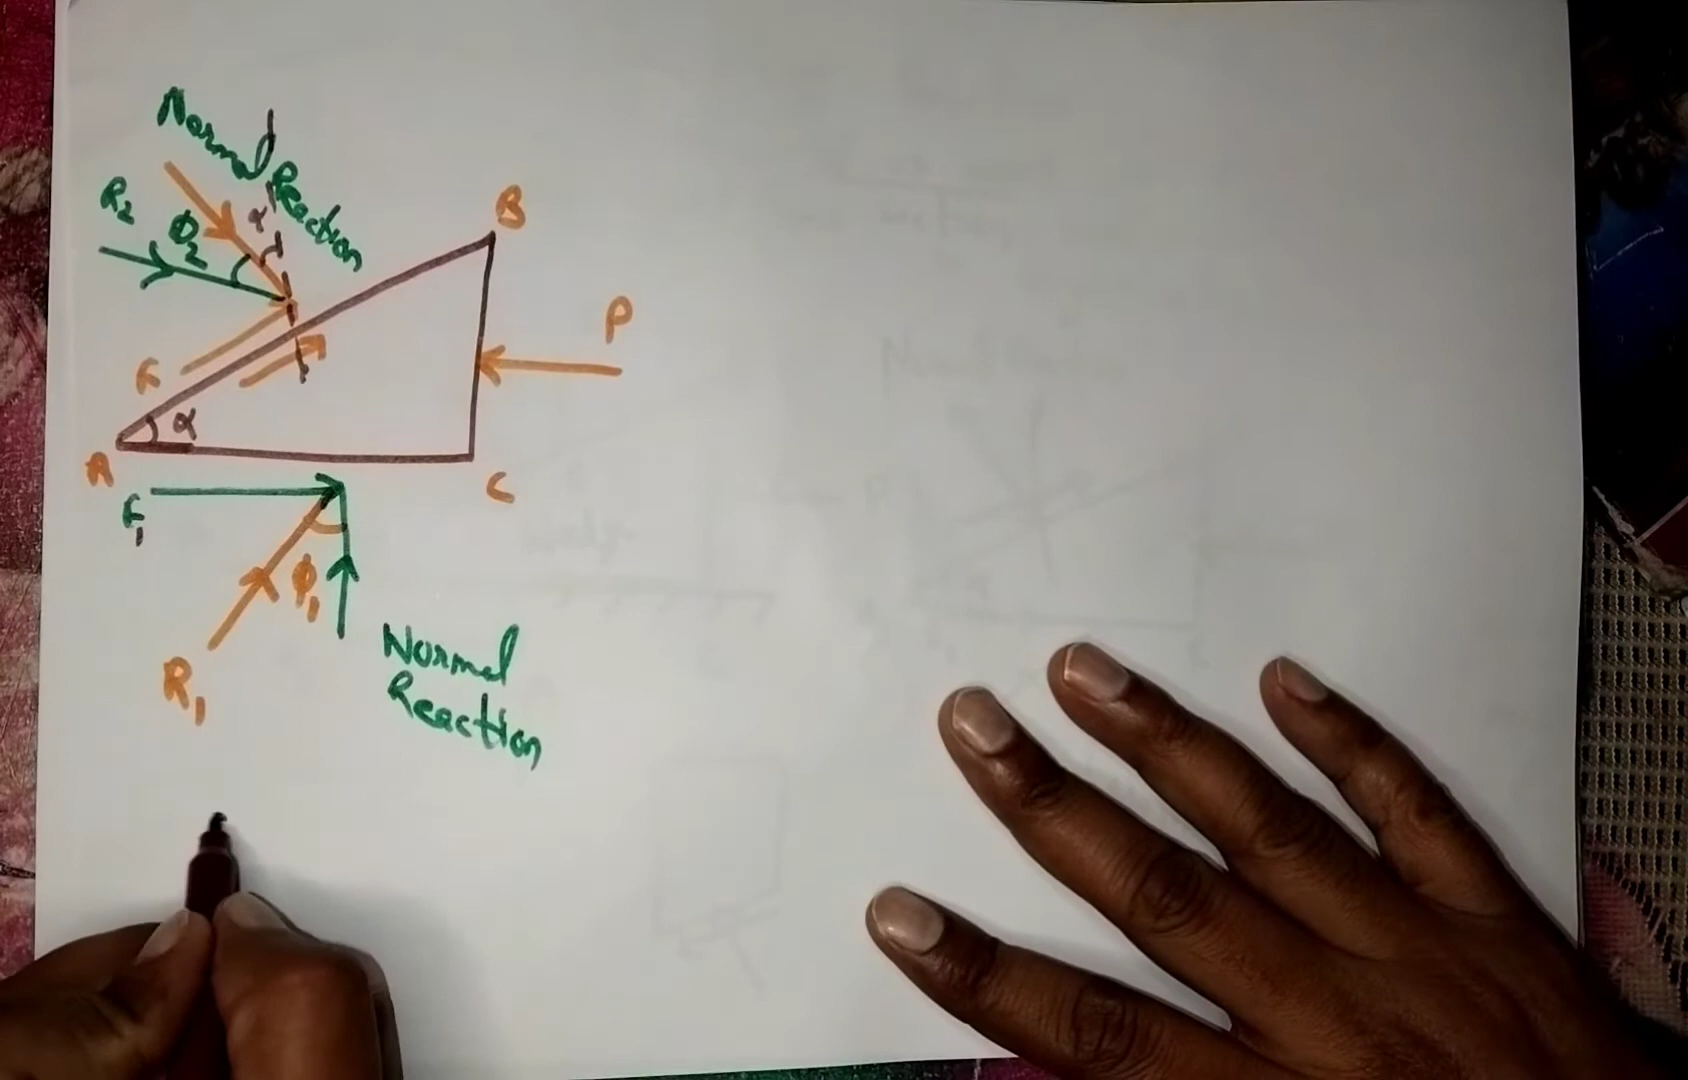 Normal Reaction
R2
Φ2
α
B
P
F
α
A
C
F1
Φ1
R1
Normal
Reaction